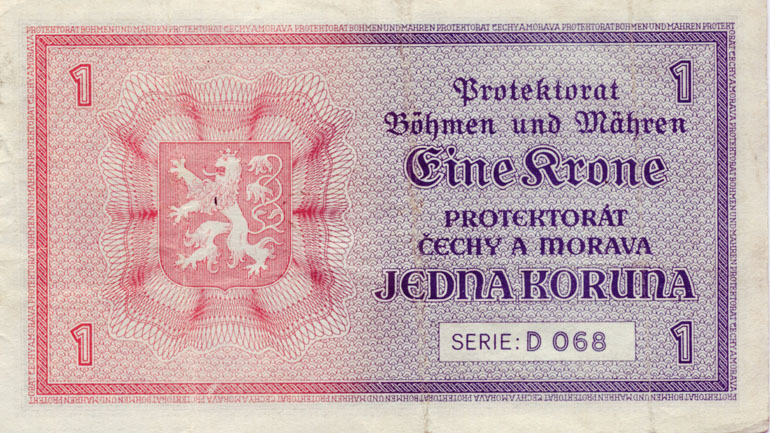 PROTEKTORAT ČECHY A MORAVA PROTEKTORAT BÖHMEN UND MÄHREN PROTEKTORAT ČECHY A MORAVA PROTEKTORAT BÖHMEN UND MÄHREN PROTEKT
1
1
Protektorat
Böhmen und Mähren
Eine Krone
PROTEKTORÁT
ČECHY A MORAVA
JEDNA KORUNA
SERIE: D 068
1
1